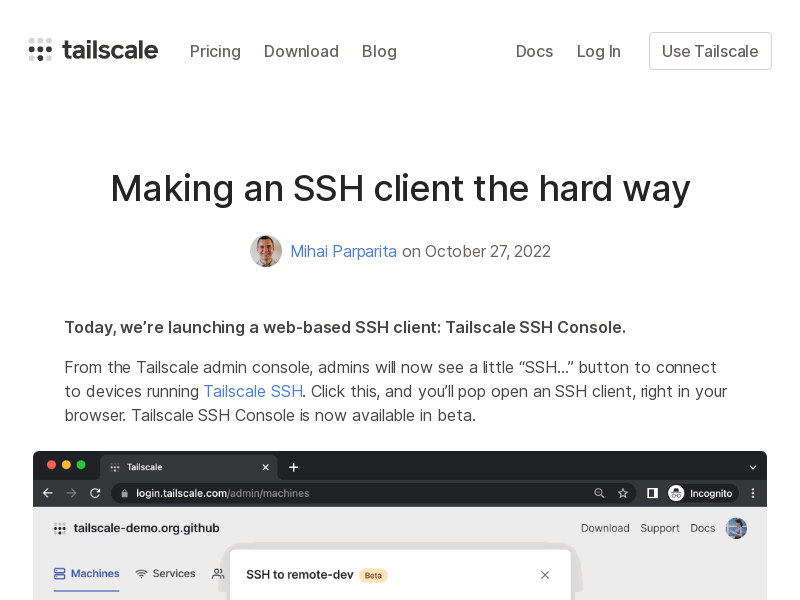 tailscale Pricing Download Blog Docs Log In Use Tailscale
Making an SSH client the hard way
Mihai Parparita on October 27, 2022
Today, we’re launching a web-based SSH client: Tailscale SSH Console.
From the Tailscale admin console, admins will now see a little “SSH…” button to connect
to devices running Tailscale SSH. Click this, and you’ll pop open an SSH client, right in your
browser. Tailscale SSH Console is now available in beta.
Tailscale
login.tailscale.com/admin/machines Incognito
tailscale-demo.org.github Download Support Docs
Machines Services
SSH to remote-dev Beta